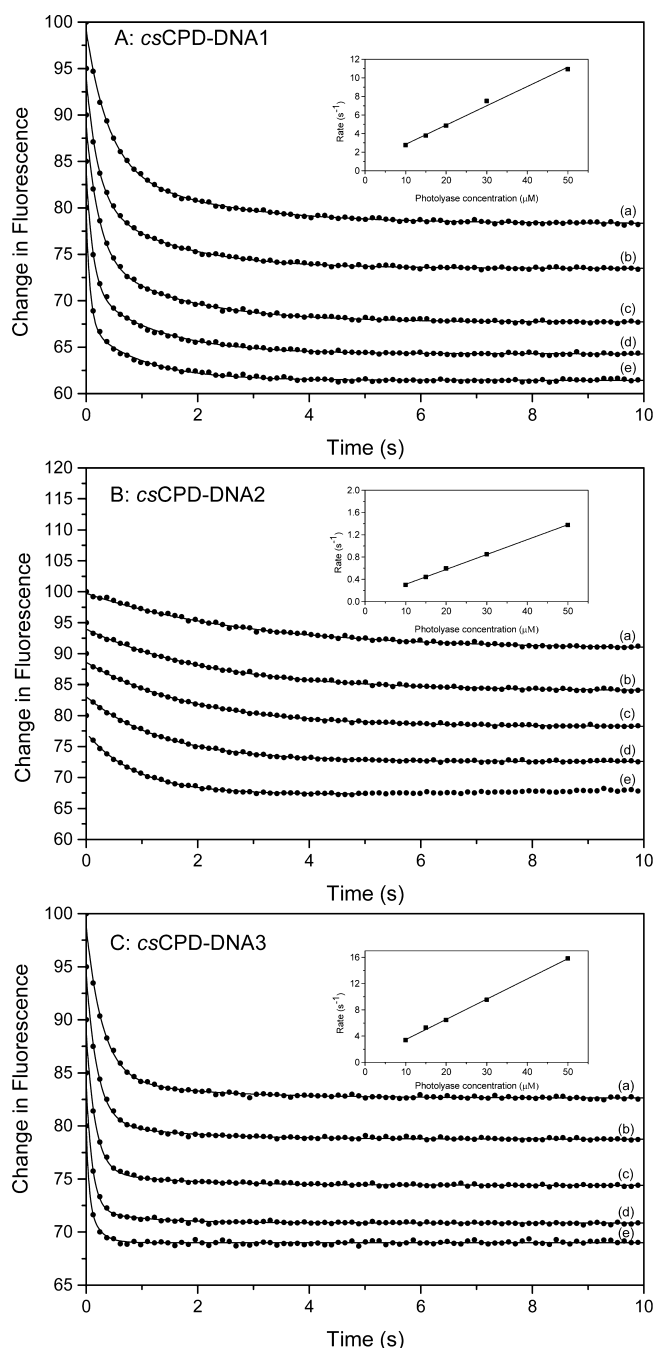 A: csCPD-DNA1
Change in Fluorescence
100
95
90
85
80
75
70
65
60
0 2 4 6 8 10
Time (s)
(a)
(b)
(c)
(d)
(e)
Rate (s-1)
12
10
8
6
4
2
0
0 10 20 30 40 50
Photolyase concentration (μM)
B: csCPD-DNA2
Change in Fluorescence
120
115
110
105
100
95
90
85
80
75
70
65
60
0 2 4 6 8 10
Time (s)
(a)
(b)
(c)
(d)
(e)
Rate (s-1)
2.0
1.6
1.2
0.8
0.4
0.0
0 10 20 30 40 50
Photolyase concentration (μM)
C: csCPD-DNA3
Change in Fluorescence
100
95
90
85
80
75
70
65
0 2 4 6 8 10
Time (s)
(a)
(b)
(c)
(d)
(e)
Rate (s-1)
16
12
8
4
0
0 10 20 30 40 50
Photolyase concentration (μM)